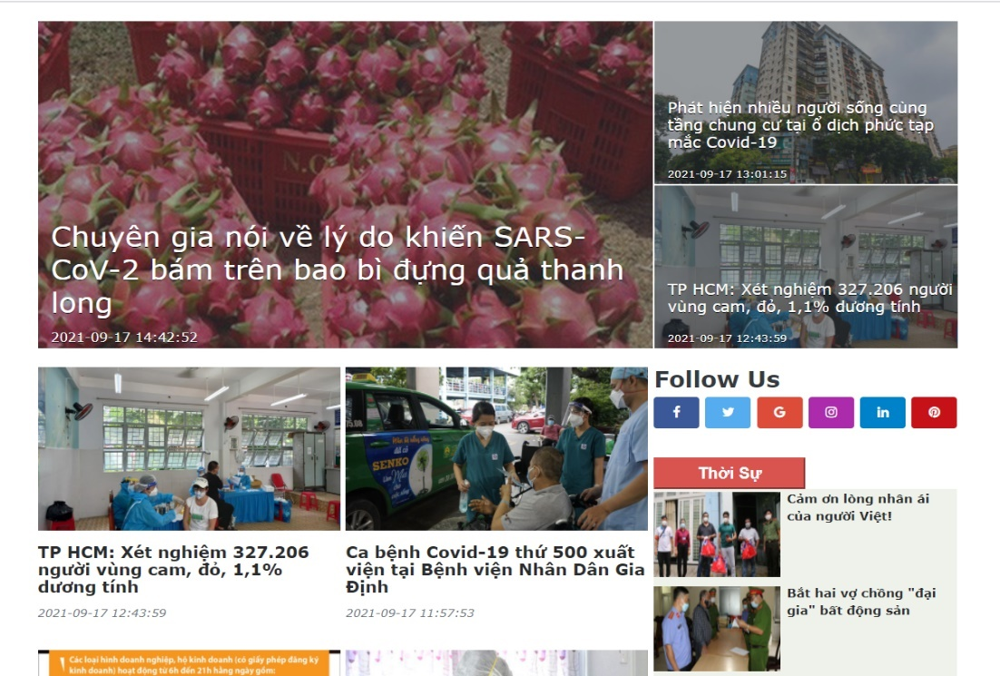 N.C
Chuyên gia nói về lý do khiến SARS-
CoV-2 bám trên bao bì đựng quả thanh
long
2021-09-17 14:42:52
Phát hiện nhiều người sống cùng
tầng chung cư tại ổ dịch phức tạp
mắc Covid-19
2021-09-17 13:01:15
TP HCM: Xét nghiệm 327.206 người
vùng cam, đỏ, 1,1% dương tính
2021-09-17 12:43:59
TP HCM: Xét nghiệm 327.206
người vùng cam, đỏ, 1,1%
dương tính
2021-09-17 12:43:59
SENKO
Ca bệnh Covid-19 thứ 500 xuất
viện tại Bệnh viện Nhân Dân Gia
Định
2021-09-17 11:57:53
Follow Us
Thời Sự
Cảm ơn lòng nhân ái
của người Việt!
Bắt hai vợ chồng "đại
gia" bất động sản
Các loại hình doanh nghiệp, hộ kinh doanh (có giấy phép đăng ký
kinh doanh) hoạt động từ 6h đến 21h hằng ngày gồm: